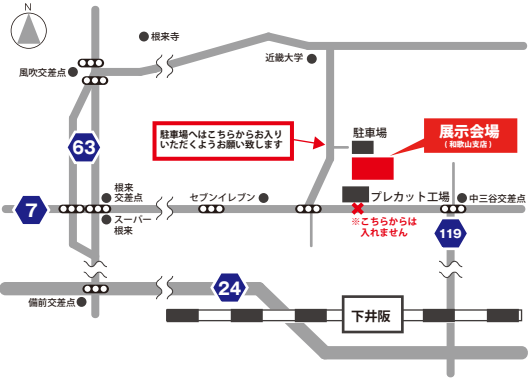 N
根来寺
近畿大学
風吹交差点
駐車場へはこちらからお入り
いただくようお願い致します
駐車場
展示会場
(和歌山支店)
63
根来
交差点
セブンイレブン
プレカット工場
中三谷交差点
7
スーパー
根来
※こちらからは
入れません
119
24
備前交差点
下井阪